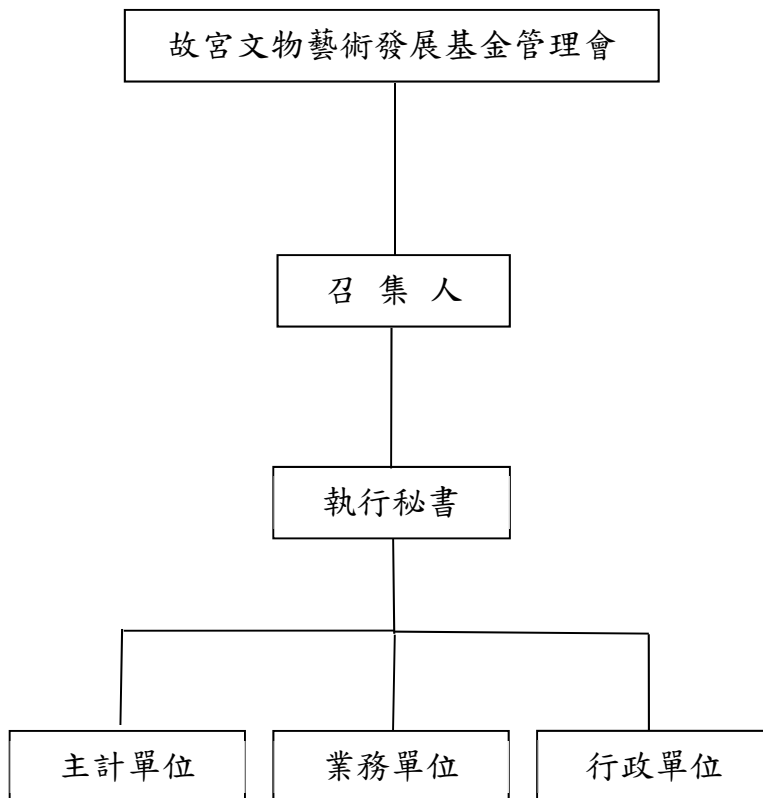 故宮文物藝術發展基金管理會
召 集 人
執行秘書
主計單位
業務單位
行政單位